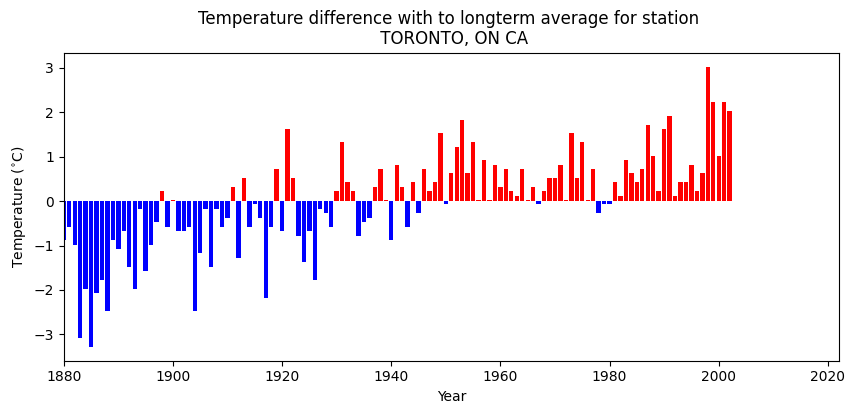 Temperature difference with to longterm average for station
TORONTO, ON CA
Temperature (°C)
3
2
1
0
−1
−2
−3
1880 1900 1920 1940 1960 1980 2000 2020
Year